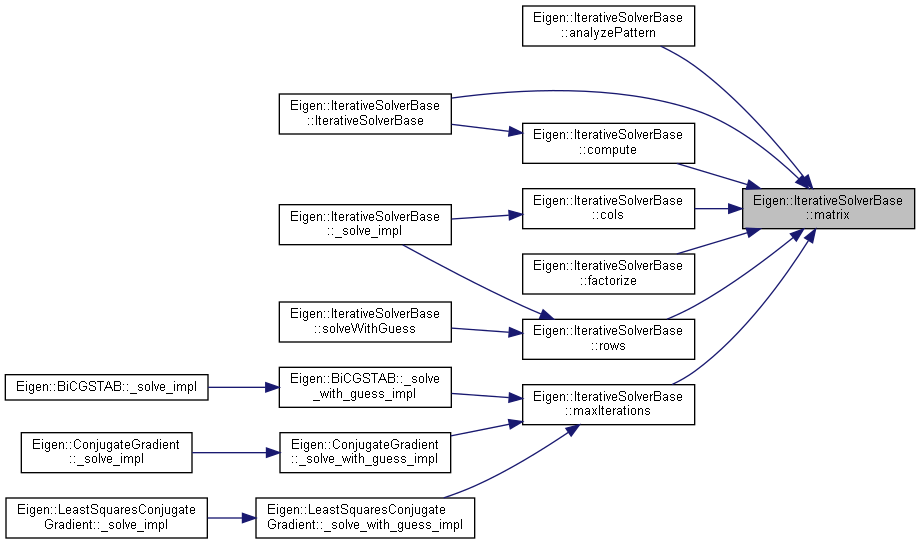 Eigen::IterativeSolverBase
::analyzePattern
Eigen::IterativeSolverBase
::IterativeSolverBase
Eigen::IterativeSolverBase
::compute
Eigen::IterativeSolverBase
::matrix
Eigen::IterativeSolverBase
::cols
Eigen::IterativeSolverBase
::_solve_impl
Eigen::IterativeSolverBase
::factorize
Eigen::IterativeSolverBase
::solveWithGuess
Eigen::IterativeSolverBase
::rows
Eigen::BiCGSTAB::_solve_impl
Eigen::BiCGSTAB::_solve
_with_guess_impl
Eigen::IterativeSolverBase
::maxIterations
Eigen::ConjugateGradient
::_solve_impl
Eigen::ConjugateGradient
::_solve_with_guess_impl
Eigen::LeastSquaresConjugate
Gradient::_solve_impl
Eigen::LeastSquaresConjugate
Gradient::_solve_with_guess_impl